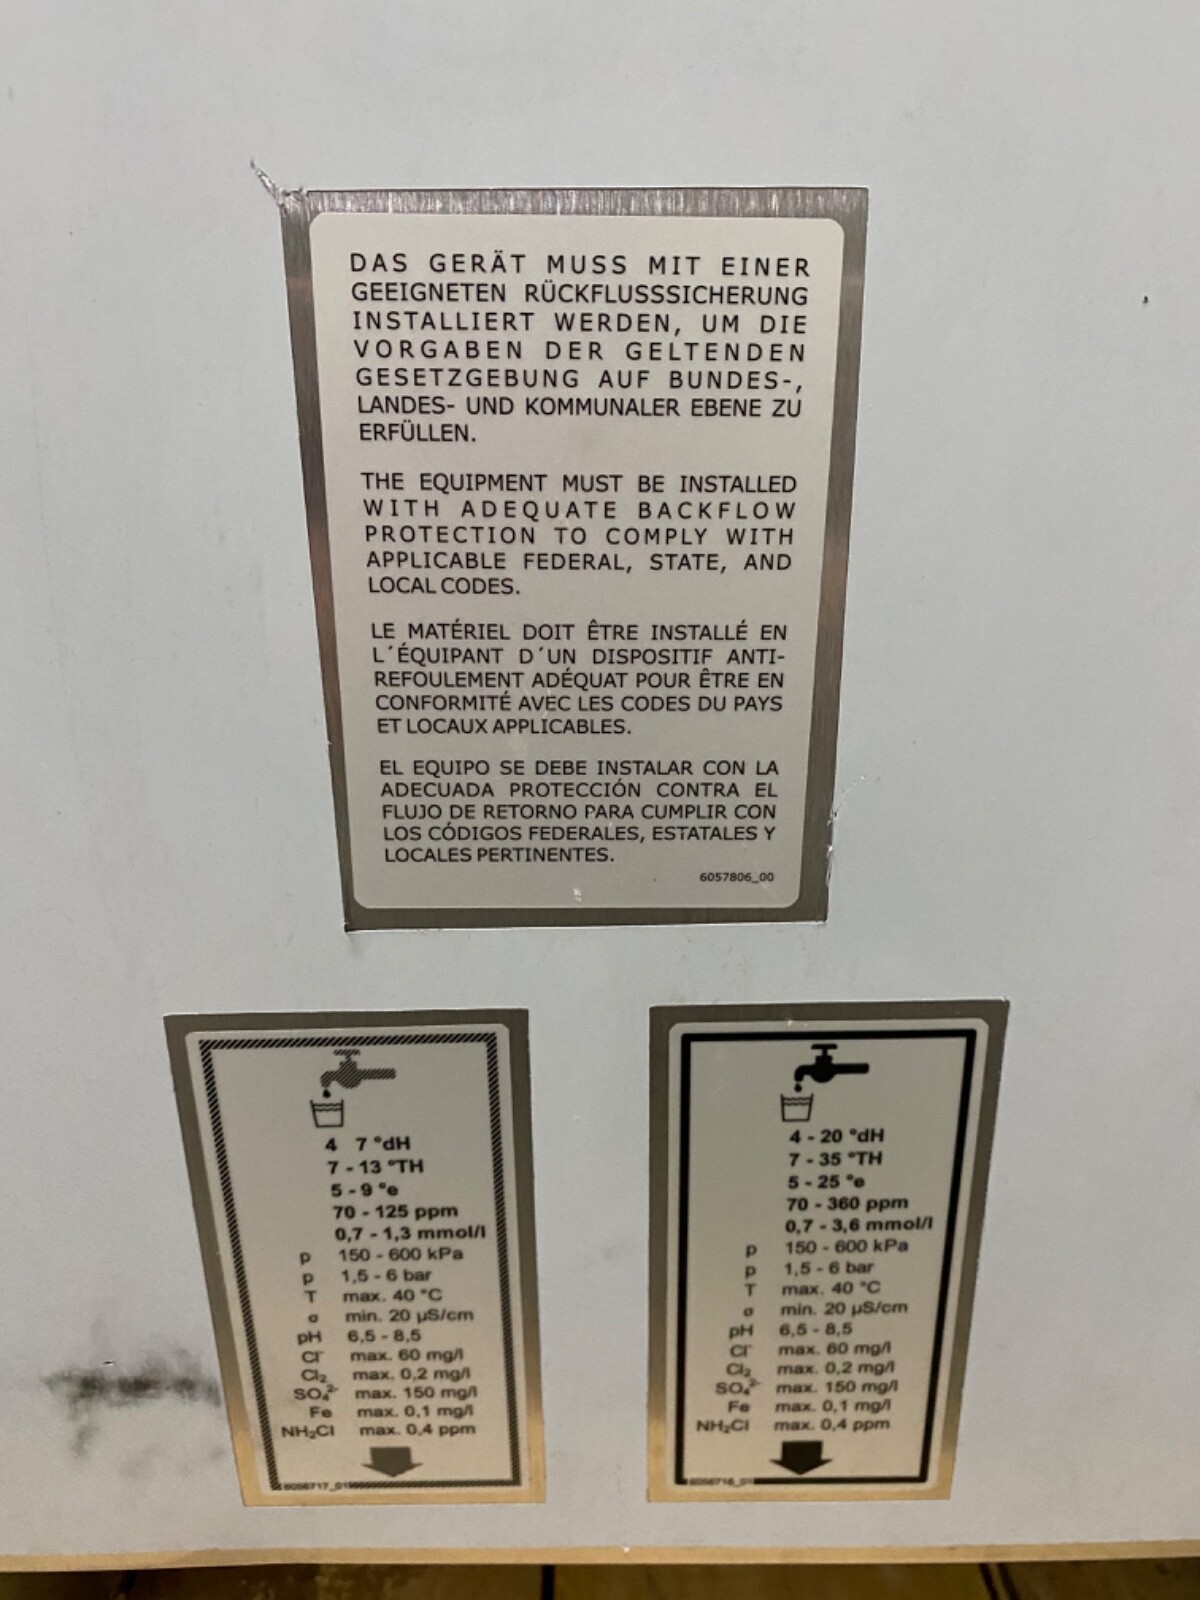 DAS GERÄT MUSS MIT EINER
GEEIGNETEN RÜCKFLUSSSICHERUNG
INSTALLIERT WERDEN, UM DIE
VORGABEN DER GELTENDEN
GESETZGEBUNG AUF BUNDES-,
LANDES- UND KOMMUNALER EBENE ZU
ERFÜLLEN.
THE EQUIPMENT MUST BE INSTALLED
WITH ADEQUATE BACKFLOW
PROTECTION TO COMPLY WITH
APPLICABLE FEDERAL, STATE, AND
LOCAL CODES.
LE MATÉRIEL DOIT ÊTRE INSTALLÉ EN
L´ÉQUIPANT D´UN DISPOSITIF ANTI-
REFOULEMENT ADÉQUAT POUR ÊTRE EN
CONFORMITÉ AVEC LES CODES DU PAYS
ET LOCAUX APPLICABLES.
EL EQUIPO SE DEBE INSTALAR CON LA
ADECUADA PROTECCIÓN CONTRA EL
FLUJO DE RETORNO PARA CUMPLIR CON
LOS CÓDIGOS FEDERALES, ESTATALES Y
LOCALES PERTINENTES.
6057806_00
4 7 °dH
7 - 13 °TH
5 - 9 °e
70 - 125 ppm
0,7 - 1,3 mmol/l
p 150 - 600 kPa
p 1,5 - 6 bar
T max. 40 °C
σ min. 20 µS/cm
pH 6,5 - 8,5
Cl⁻ max. 60 mg/l
Cl₂ max. 0,2 mg/l
SO₄²⁻ max. 150 mg/l
Fe max. 0,1 mg/l
NH₂Cl max. 0,4 ppm
6056717_01
4 - 20 °dH
7 - 35 °TH
5 - 25 °e
70 - 360 ppm
0,7 - 3,6 mmol/l
p 150 - 600 kPa
p 1,5 - 6 bar
T max. 40 °C
σ min. 20 µS/cm
pH 6,5 - 8,5
Cl⁻ max. 60 mg/l
Cl₂ max. 0,2 mg/l
SO₄²⁻ max. 150 mg/l
Fe max. 0,1 mg/l
NH₂Cl max. 0,4 ppm
6056716_01